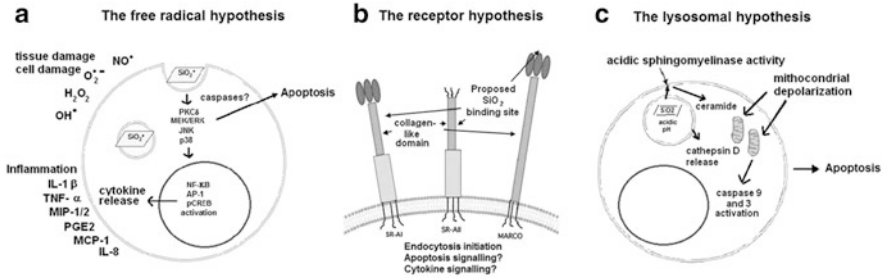 a The free radical hypothesis
tissue damage
cell damage
NO•
O₂•−
H₂O₂
OH•
SiO₂•
caspases?
Apoptosis
PKCδ
MEK/ERK
JNK
p38
SiO₂•
Inflammation
IL-1 β
TNF- α
MIP-1/2
PGE2
MCP-1
IL-8
cytokine
release
NF-κB
AP-1
pCREB
activation
b The receptor hypothesis
Proposed
SiO₂
binding site
collagen-
like
domain
SR-AI
SR-AII
MARCO
Endocytosis initiation
Apoptosis signalling?
Cytokine signalling?
c The lysosomal hypothesis
acidic sphingomyelinase activity
mithocondrial
depolarization
SiO2
acidic
pH
ceramide
cathepsin D
release
caspase 9
and 3
activation
Apoptosis